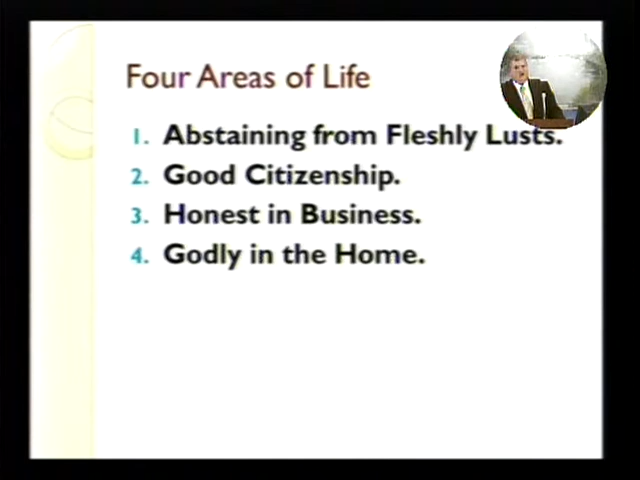 Four Areas of Life
1. Abstaining from Fleshly Lusts.
2. Good Citizenship.
3. Honest in Business.
4. Godly in the Home.